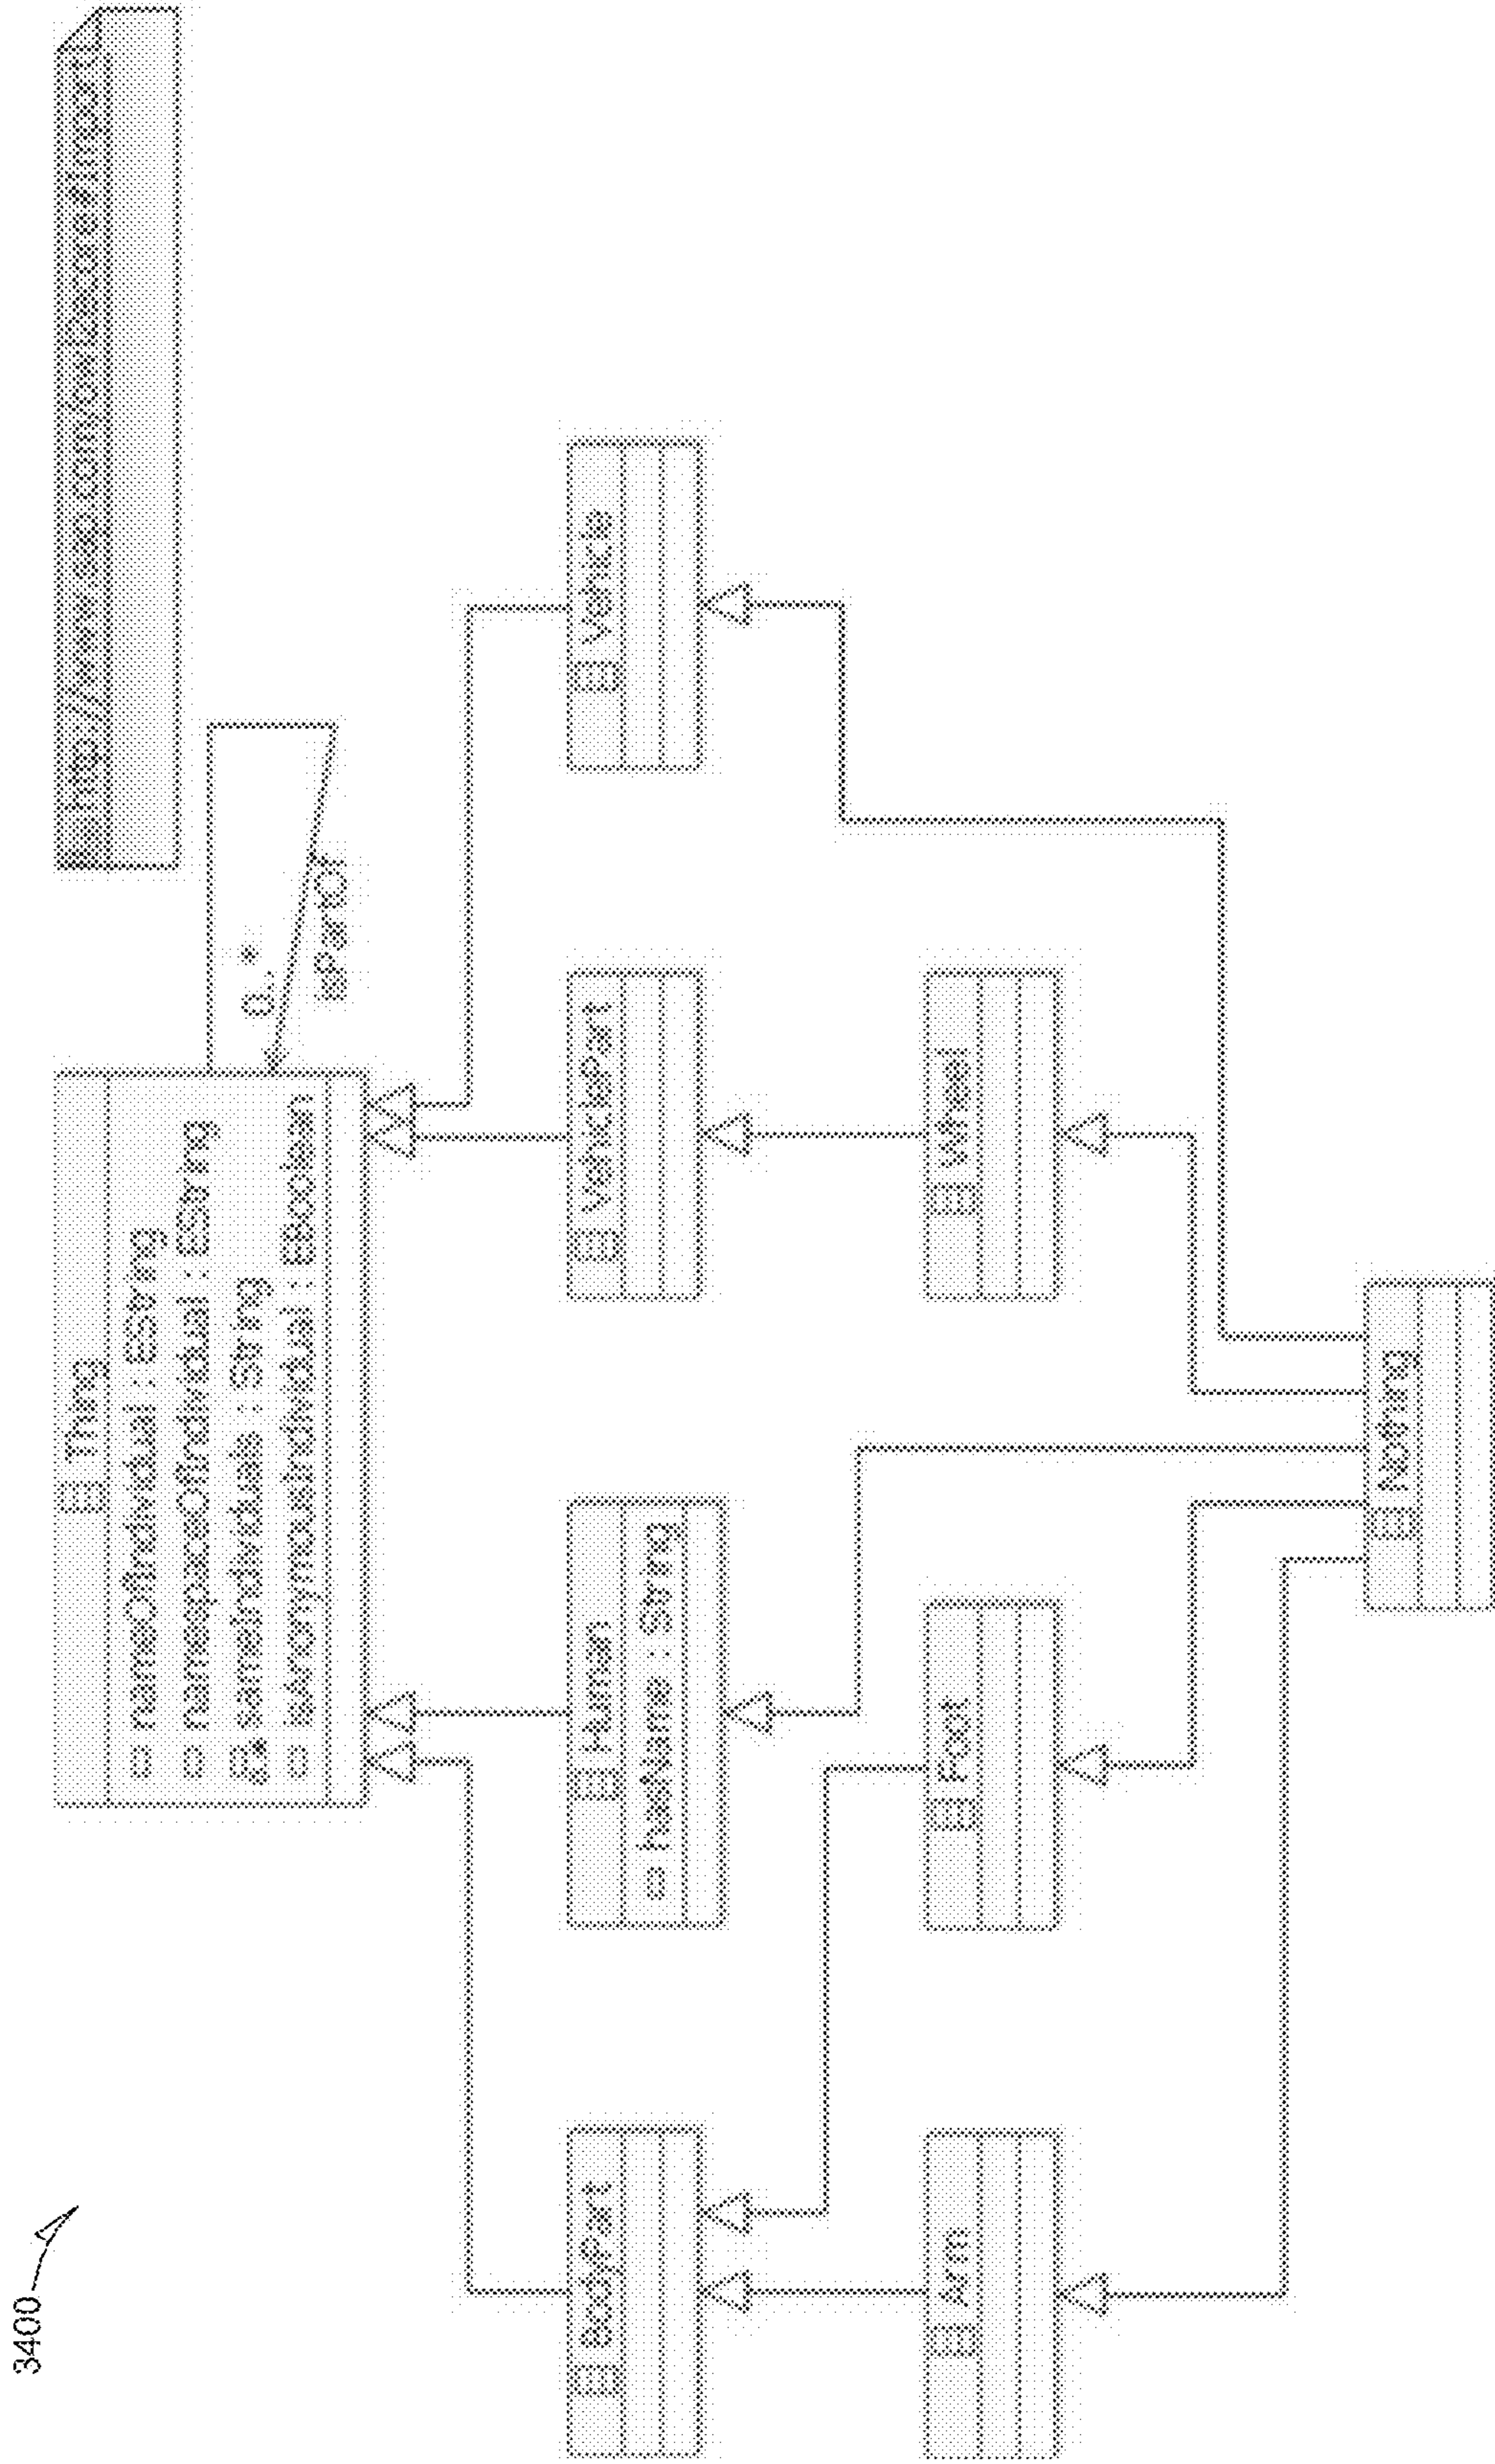 3400
Thing
nameOfIndividual : EString
namespaceOfIndividual : EString
sameIndividuals : String
isAnonymousIndividual : EBoolean
0..*
isPartOf
BodyPart
Human
hasName : String
VehiclePart
Vehicle
Arm
Foot
Wheel
Nothing